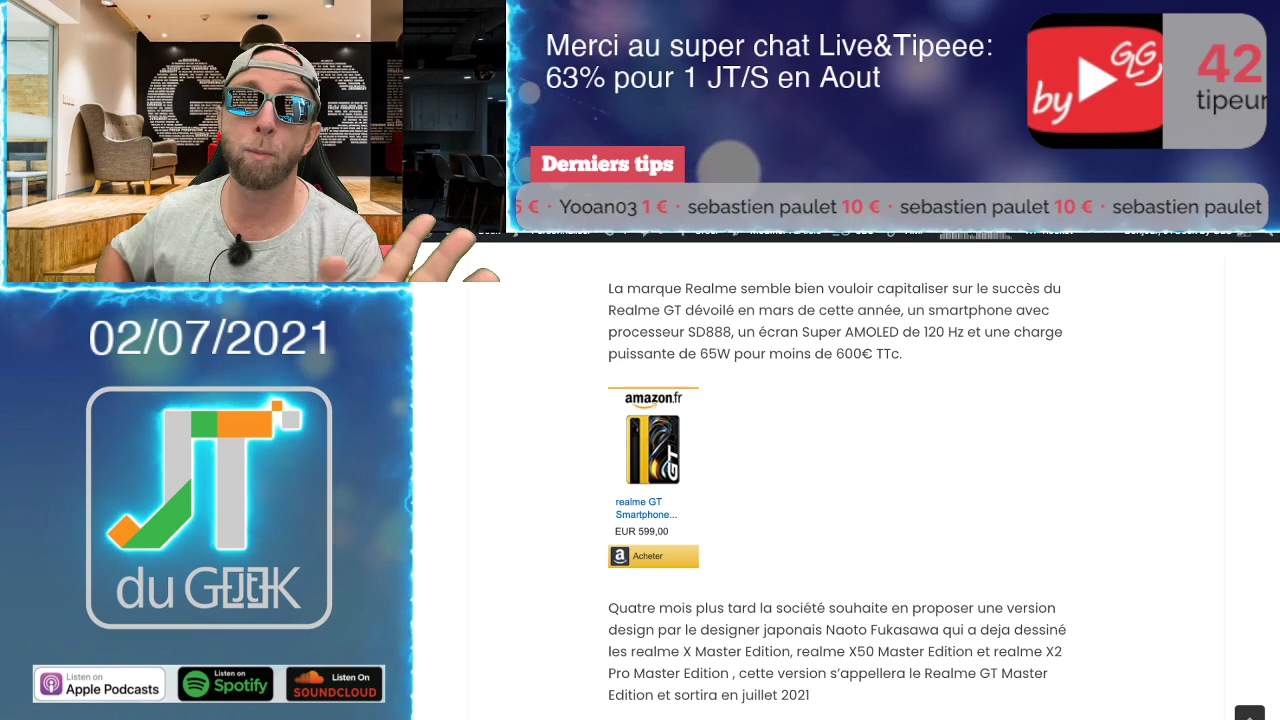 Merci au super chat Live&Tipeee:
63% pour 1 JT/S en Aout
by GG
42
tipeur
Derniers tips
5 € · Yooan03 1 € · sebastien paulet 10 € · sebastien paulet 10 € · sebastien paulet
02/07/2021
JT
du GEEK
Jt
Listen on
Apple Podcasts
Listen on
Spotify
Listen On
SOUNDCLOUD
La marque Realme semble bien vouloir capitaliser sur le succès du
Realme GT dévoilé en mars de cette année, un smartphone avec
processeur SD888, un écran Super AMOLED de 120 Hz et une charge
puissante de 65W pour moins de 600€ TTc.
amazon.fr
GT
realme GT
Smartphone...
EUR 599,00
a Acheter
Quatre mois plus tard la société souhaite en proposer une version
design par le designer japonais Naoto Fukasawa qui a deja dessiné
les realme X Master Edition, realme X50 Master Edition et realme X2
Pro Master Edition , cette version s’appellera le Realme GT Master
Edition et sortira en juillet 2021